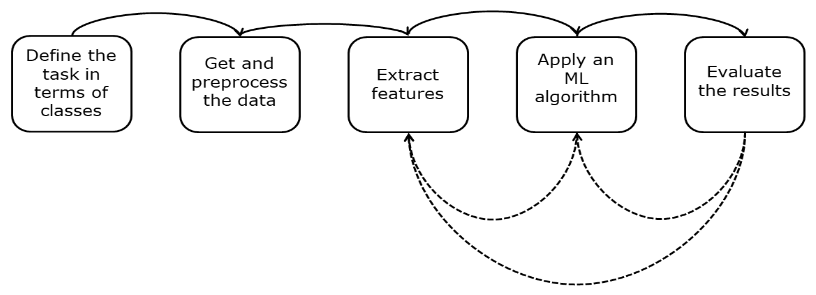 Define the
task in
terms of
classes
Get and
preprocess
the data
Extract
features
Apply an
ML
algorithm
Evaluate
the results